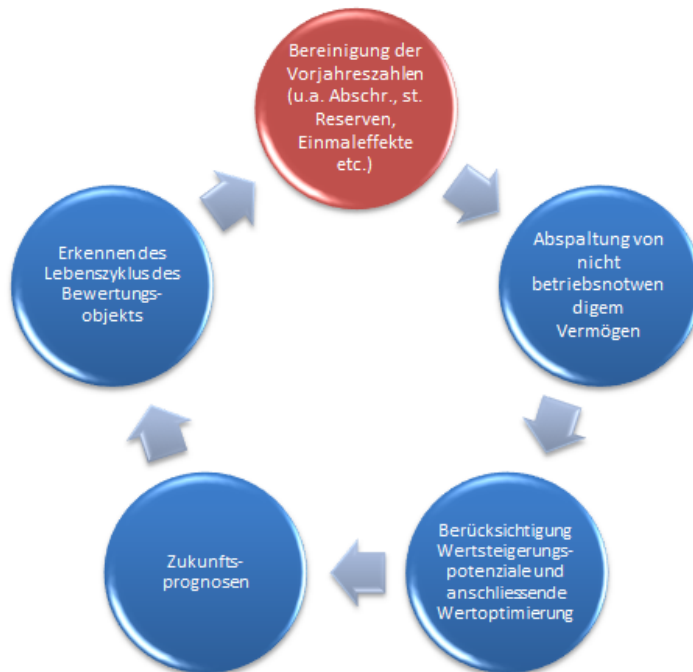 Bereinigung der
Vorjahreszahlen
(u.a. Abschr., st.
Reserven,
Einmaleffekte
etc.)
Abspaltung von
nicht
betriebsnotwen
digem
Vermögen
Berücksichtigung
Wertsteigerungs-
potenziale und
anschliessende
Wertoptimierung
Zukunfts-
prognosen
Erkennen des
Lebenszyklus des
Bewertungs-
objekts